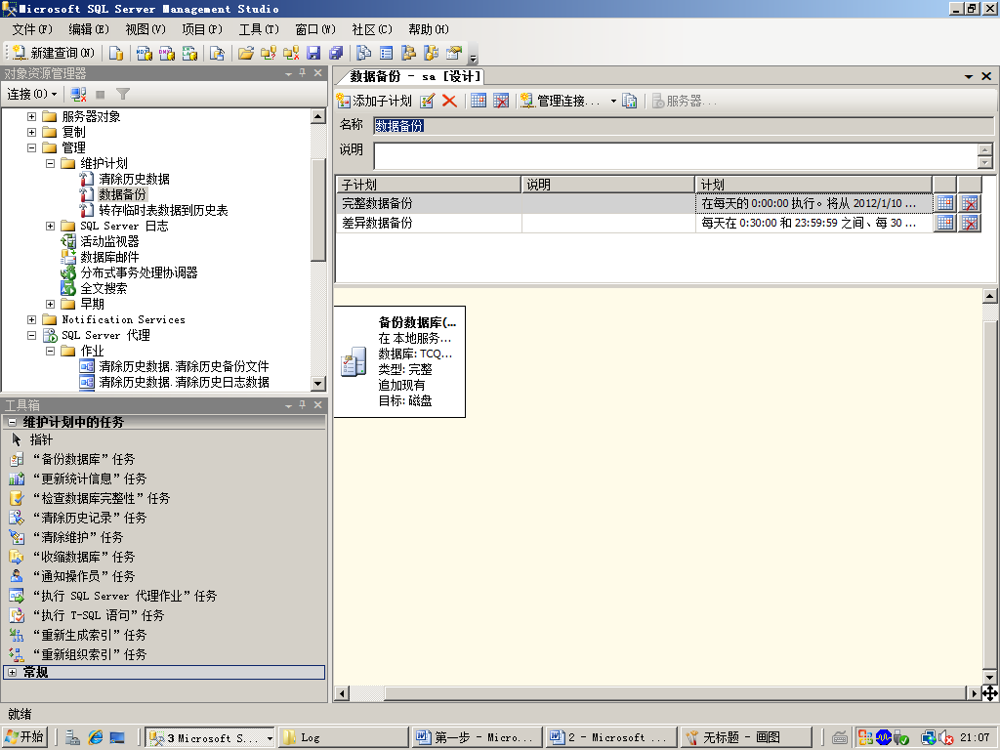 Microsoft SQL Server Management Studio
文件(F) 编辑(E) 视图(V) 项目(P) 工具(T) 窗口(W) 社区(C) 帮助(H)
新建查询(N)
对象资源管理器
连接(O)
服务器对象
复制
管理
维护计划
清除历史数据
数据备份
转存临时表数据到历史表
SQL Server 日志
活动监视器
数据库邮件
分布式事务处理协调器
全文搜索
早期
Notification Services
SQL Server 代理
作业
清除历史数据.清除历史备份文件
清除历史数据.清除历史日志数据
工具箱
维护计划中的任务
指针
“备份数据库”任务
“更新统计信息”任务
“检查数据库完整性”任务
“清除历史记录”任务
“清除维护”任务
“收缩数据库”任务
“通知操作员”任务
“执行 SQL Server 代理作业”任务
“执行 T-SQL 语句”任务
“重新生成索引”任务
“重新组织索引”任务
常规
数据备份 - sa [设计]
添加子计划 管理连接... 服务器...
名称 数据备份
说明
子计划 说明 计划
完整数据备份 在每天的 0:00:00 执行。将从 2012/1/10 ...
差异数据备份 每天在 0:30:00 和 23:59:59 之间、每 30 ...
备份数据库(...
在 本地服务...
数据库: TCQ...
类型: 完整
追加现有
目标: 磁盘
就绪
开始 3 Microsoft S... Log 第一步 - Micro... 2 - Microsoft ... 无标题 - 画图 21:07